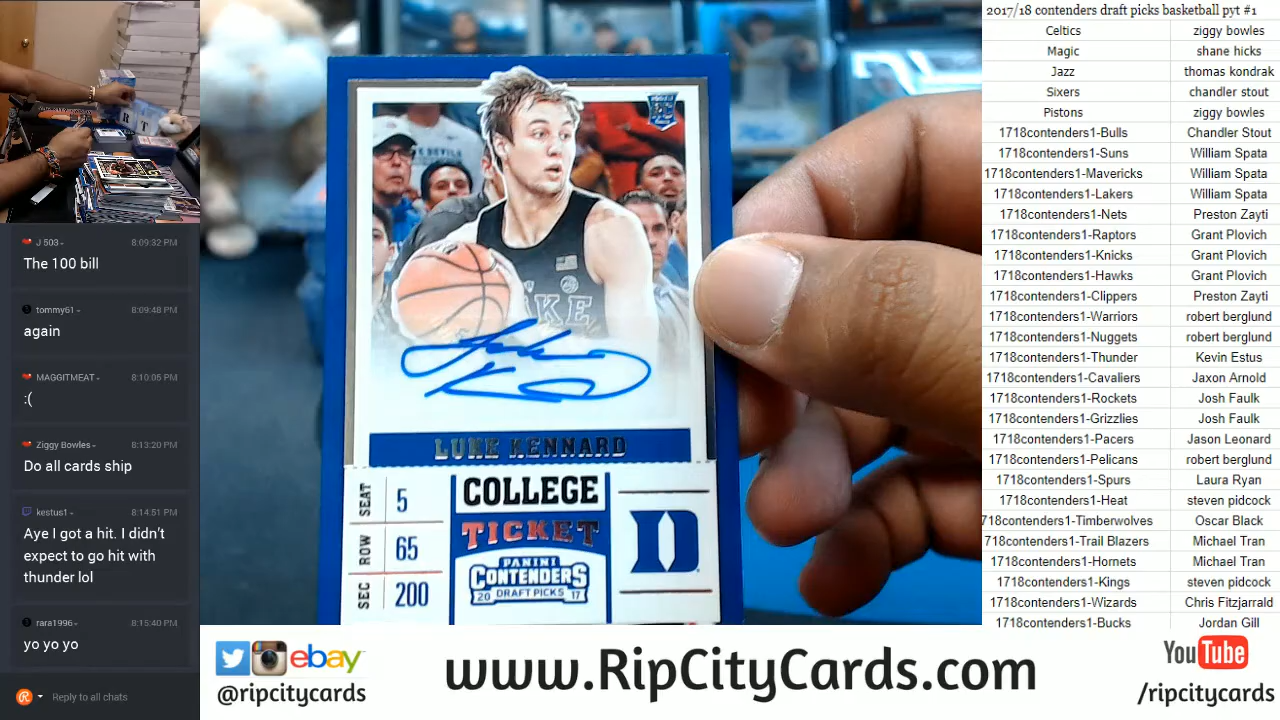 J 503 8:09:32 PM
The 100 bill
tommy61 8:09:48 PM
again
MAGGITMEAT 8:10:05 PM
:(
Ziggy Bowles 8:13:20 PM
Do all cards ship
kestus1 8:14:51 PM
Aye I got a hit. I didn't
expect to go hit with
thunder lol
rara1996 8:15:40 PM
yo yo yo
Reply to all chats
LUKE KENNARD
COLLEGE
TICKET
SEAT 5
ROW 65
SEC 200
PANINI
CONTENDERS
20 DRAFT PICKS 17
D
2017/18 contenders draft picks basketball pyt #1
Celtics ziggy bowles
Magic shane hicks
Jazz thomas kondrak
Sixers chandler stout
Pistons ziggy bowles
1718contenders1-Bulls Chandler Stout
1718contenders1-Suns William Spata
1718contenders1-Mavericks William Spata
1718contenders1-Lakers William Spata
1718contenders1-Nets Preston Zayti
1718contenders1-Raptors Grant Plovich
1718contenders1-Knicks Grant Plovich
1718contenders1-Hawks Grant Plovich
1718contenders1-Clippers Preston Zayti
1718contenders1-Warriors robert berglund
1718contenders1-Nuggets robert berglund
1718contenders1-Thunder Kevin Estus
1718contenders1-Cavaliers Jaxon Arnold
1718contenders1-Rockets Josh Faulk
1718contenders1-Grizzlies Josh Faulk
1718contenders1-Pacers Jason Leonard
1718contenders1-Pelicans robert berglund
1718contenders1-Spurs Laura Ryan
1718contenders1-Heat steven pidcock
718contenders1-Timberwolves Oscar Black
718contenders1-Trail Blazers Michael Tran
1718contenders1-Hornets Michael Tran
1718contenders1-Kings steven pidcock
1718contenders1-Wizards Chris Fitzjarrald
1718contenders1-Bucks Jordan Gill
ebay
@ripcitycards
www.RipCityCards.com
YouTube
/ripcitycards